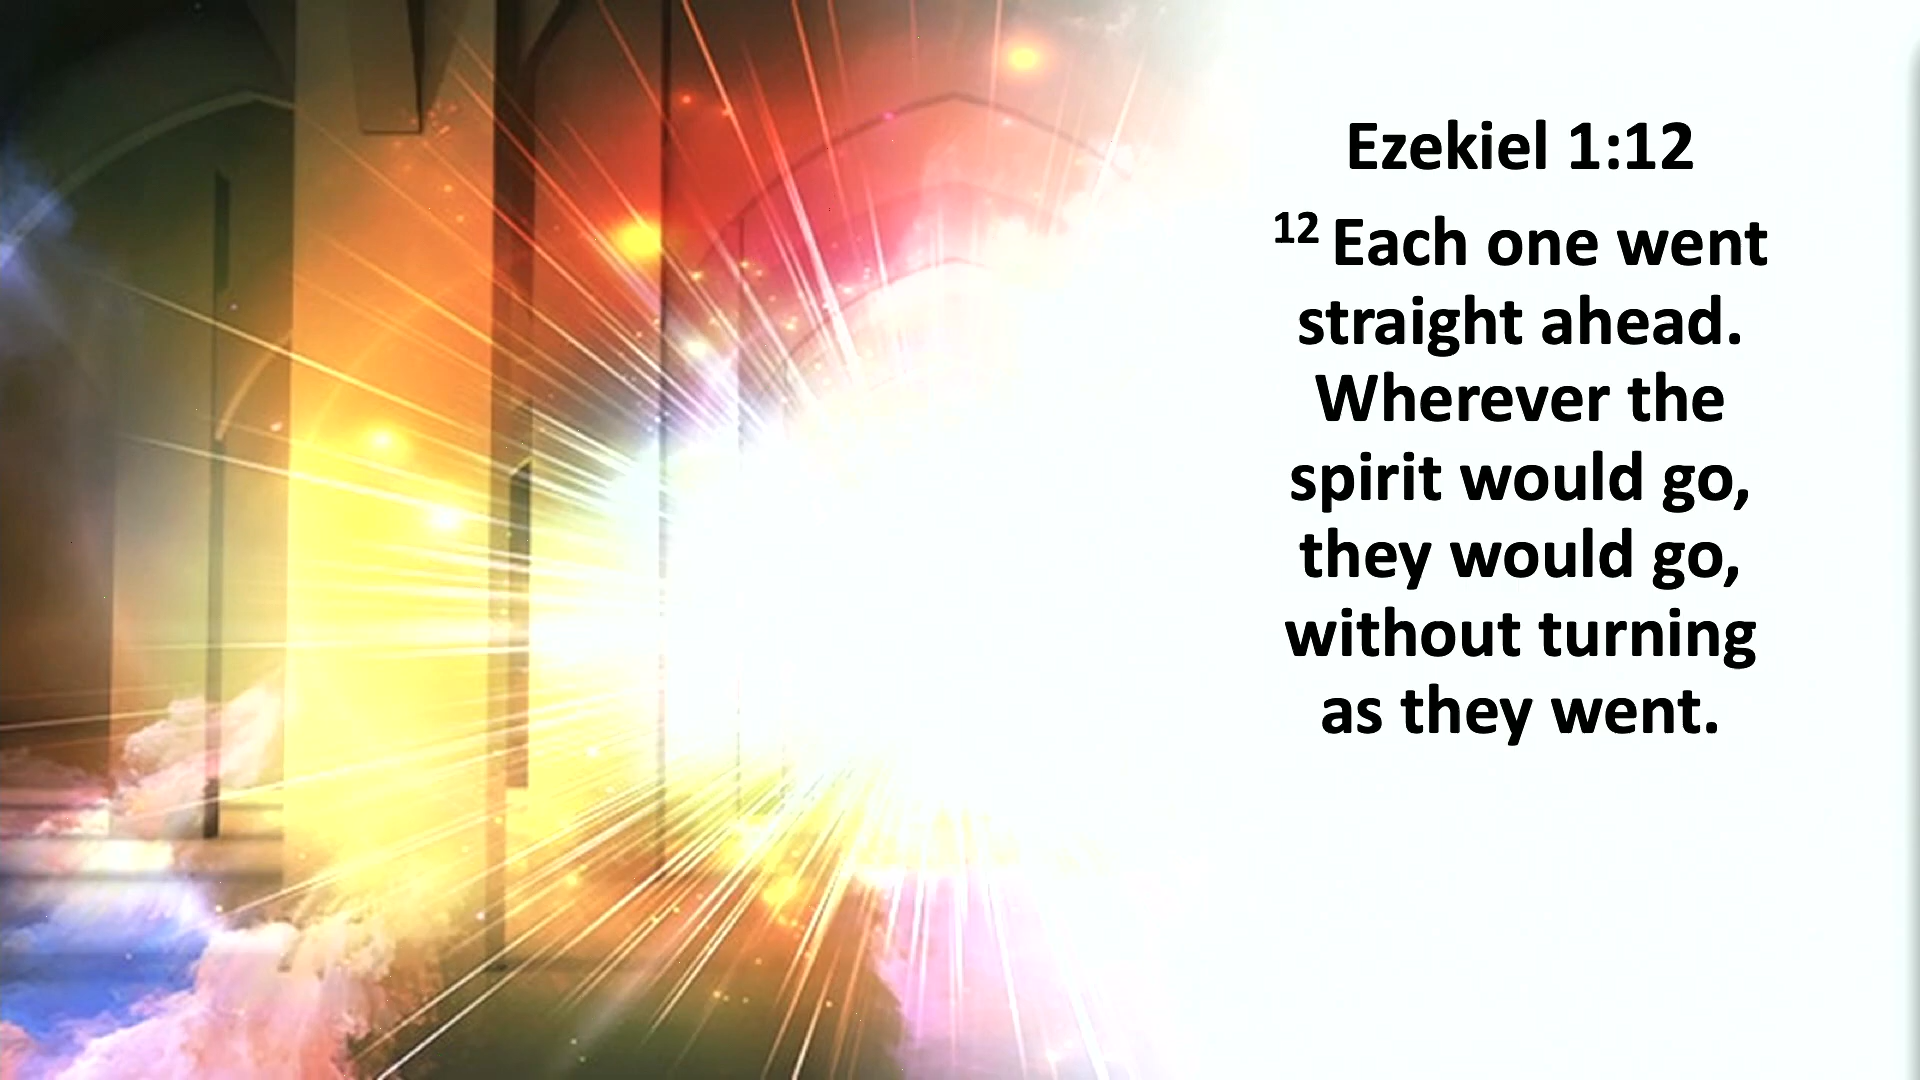 Ezekiel 1:12
12 Each one went
straight ahead.
Wherever the
spirit would go,
they would go,
without turning
as they went.